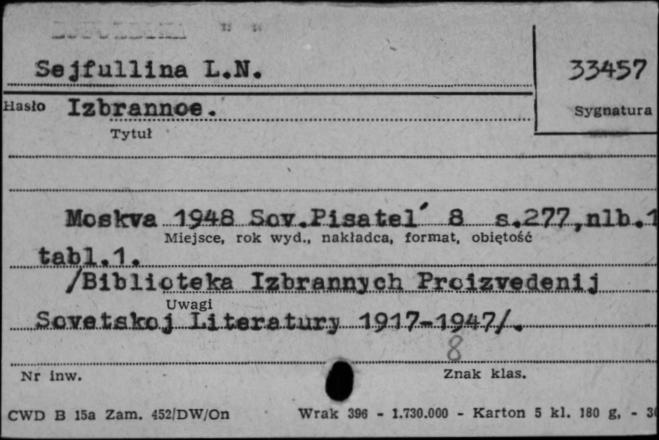 Sejfullina L.N.
33457
Hasło Izbrannoe.
Sygnatura
Tytuł
Moskva 1948 Sov.Pisatel´ 8 s.277,nlb.1
Miejsce, rok wyd., nakładca, format, objętość
tabl.1.
/Biblioteka Izbrannych Proizvedenij
Uwagi
Sovetskoj Literatury 1917-1947/.
8
Nr inw.
Znak klas.
CWD B 15a Zam. 452/DW/On Wrak 396 - 1.730.000 - Karton 5 kl. 180 g, -